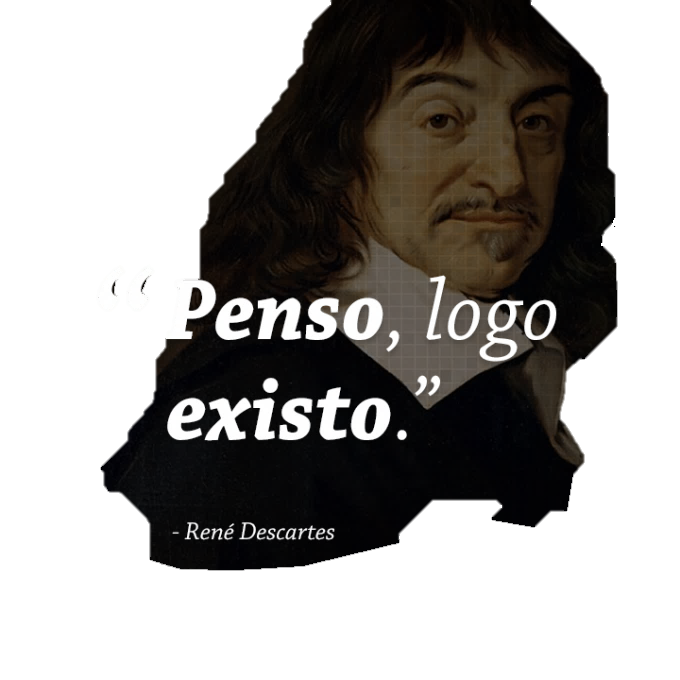 “Penso, logo
existo.”
- René Descartes